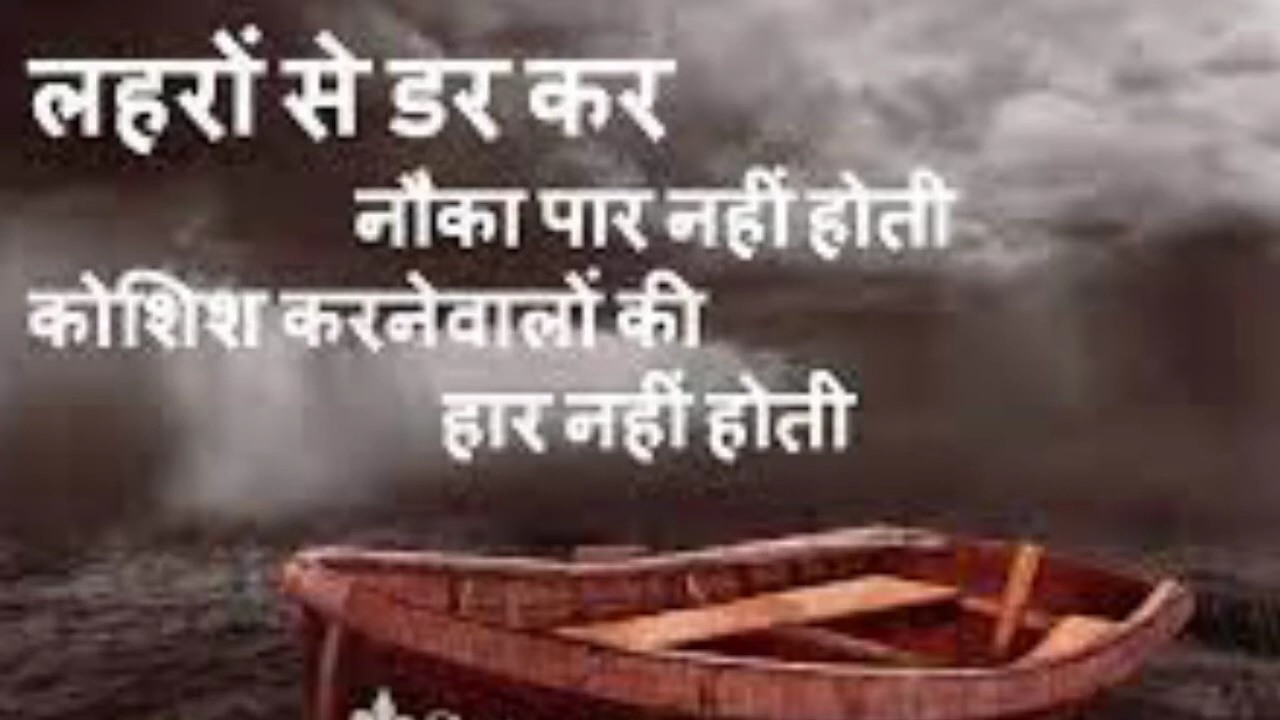 लहरों से डर कर
नौका पार नहीं होती
कोशिश करनेवालों की
हार नहीं होती